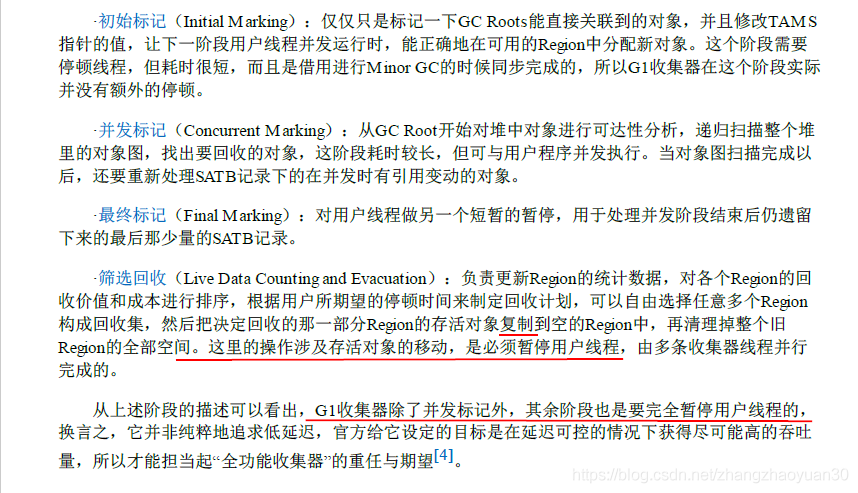 ·初始标记（Initial Marking）：仅仅只是标记一下GC Roots能直接关联到的对象，并且修改TAMS
指针的值，让下一阶段用户线程并发运行时，能正确地在可用的Region中分配新对象。这个阶段需要
停顿线程，但耗时很短，而且是借用进行Minor GC的时候同步完成的，所以G1收集器在这个阶段实际
并没有额外的停顿。
·并发标记（Concurrent Marking）：从GC Root开始对堆中对象进行可达性分析，递归扫描整个堆
里的对象图，找出要回收的对象，这阶段耗时较长，但可与用户程序并发执行。当对象图扫描完成以
后，还要重新处理SATB记录下的在并发时有引用变动的对象。
·最终标记（Final Marking）：对用户线程做另一个短暂的暂停，用于处理并发阶段结束后仍遗留
下来的最后那少量的SATB记录。
·筛选回收（Live Data Counting and Evacuation）：负责更新Region的统计数据，对各个Region的回
收价值和成本进行排序，根据用户所期望的停顿时间来制定回收计划，可以自由选择任意多个Region
构成回收集，然后把决定回收的那一部分Region的存活对象复制到空的Region中，再清理掉整个旧
Region的全部空间。这里的操作涉及存活对象的移动，是必须暂停用户线程，由多条收集器线程并行
完成的。
从上述阶段的描述可以看出，G1收集器除了并发标记外，其余阶段也是要完全暂停用户线程的，
换言之，它并非纯粹地追求低延迟，官方给它设定的目标是在延迟可控的情况下获得尽可能高的吞吐
量，所以才能担当起“全功能收集器”的重任与期望[4]。
https://blog.csdn.net/zhangzhaoyuan30